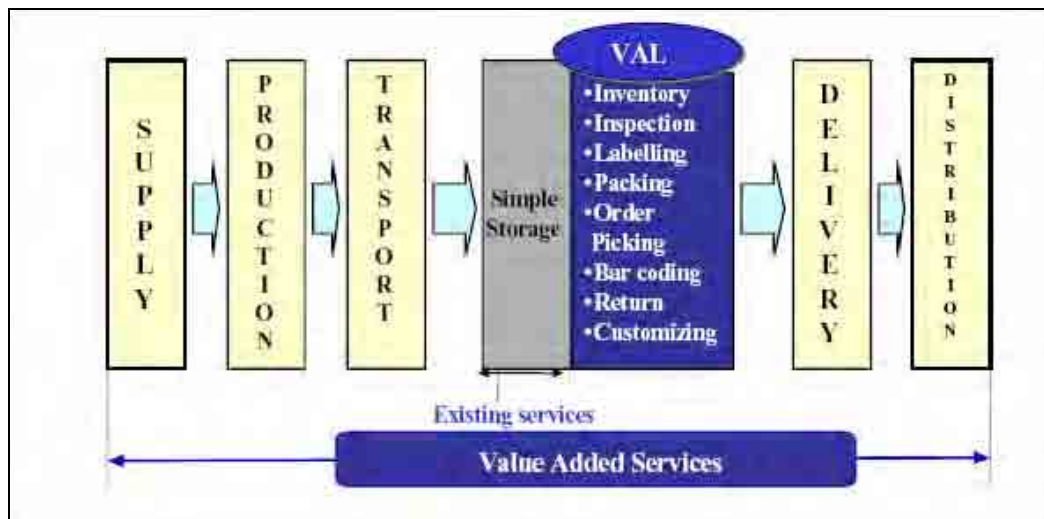 SUPPLY
PRODUCTION
TRANSPORT
Simple
Storage
VAL
•Inventory
•Inspection
•Labelling
•Packing
•Order
Picking
•Bar coding
•Return
•Customizing
DELIVERY
DISTRIBUTION
Existing services
Value Added Services